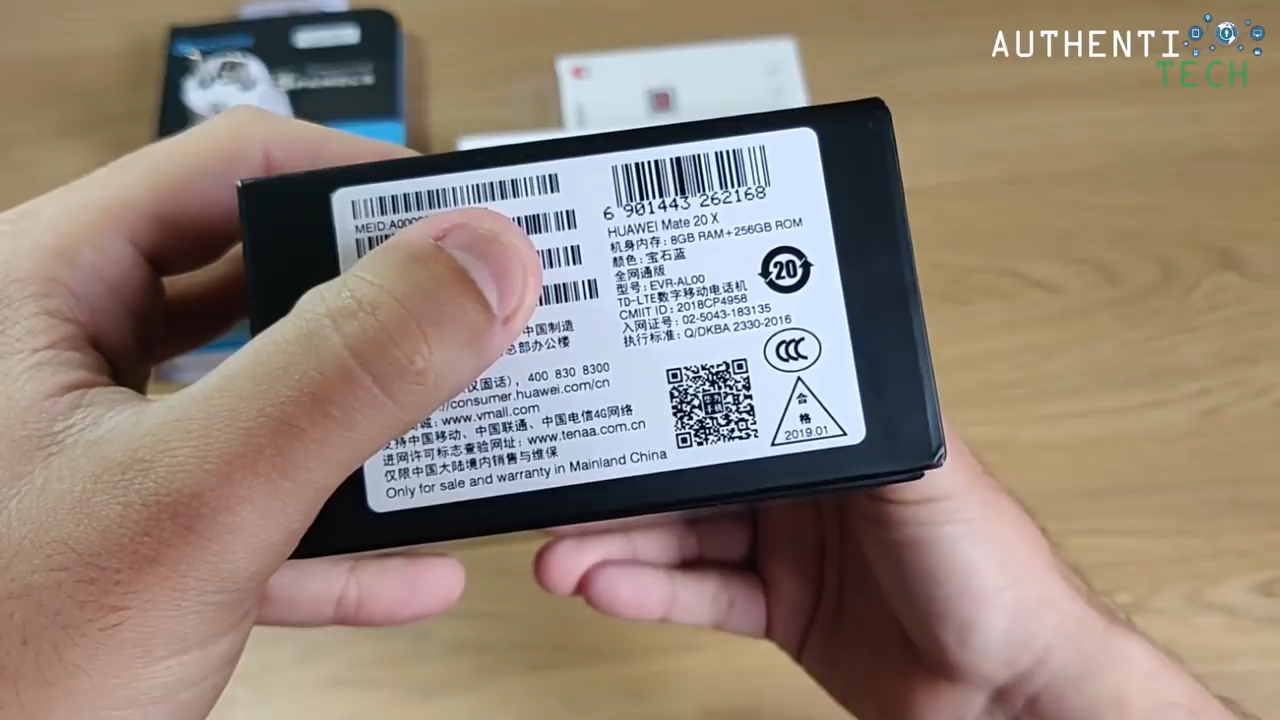 AUTHENTI
TECH
MEID:A000
6 901443 262168
HUAWEI Mate 20 X
机身内存: 8GB RAM+256GB ROM
颜色: 宝石蓝
全网通版
型号: EVR-AL00
TD-LTE数字移动电话机
CMIIT ID: 2018CP4958
入网证号: 02-5043-183135
执行标准: Q/DKBA 2330-2016
20
CCC
合
格
2019.01
中国制造
总部办公楼
仅固话), 400 830 8300
//consumer.huawei.com/cn
商城: www.vmall.com
支持中国移动、中国联通、中国电信4G网络
进网许可标志查验网址: www.tenaa.com.cn
仅限中国大陆境内销售与维保
Only for sale and warranty in Mainland China